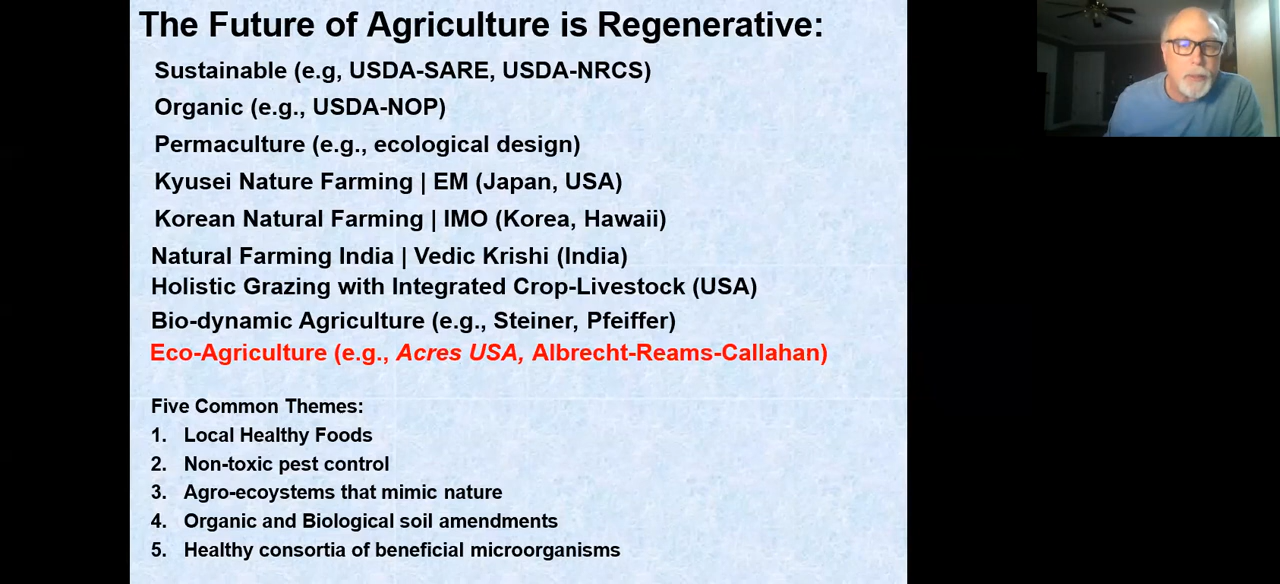 The Future of Agriculture is Regenerative:
Sustainable (e.g, USDA-SARE, USDA-NRCS)
Organic (e.g., USDA-NOP)
Permaculture (e.g., ecological design)
Kyusei Nature Farming | EM (Japan, USA)
Korean Natural Farming | IMO (Korea, Hawaii)
Natural Farming India | Vedic Krishi (India)
Holistic Grazing with Integrated Crop-Livestock (USA)
Bio-dynamic Agriculture (e.g., Steiner, Pfeiffer)
Eco-Agriculture (e.g., Acres USA, Albrecht-Reams-Callahan)
Five Common Themes:
1. Local Healthy Foods
2. Non-toxic pest control
3. Agro-ecoystems that mimic nature
4. Organic and Biological soil amendments
5. Healthy consortia of beneficial microorganisms